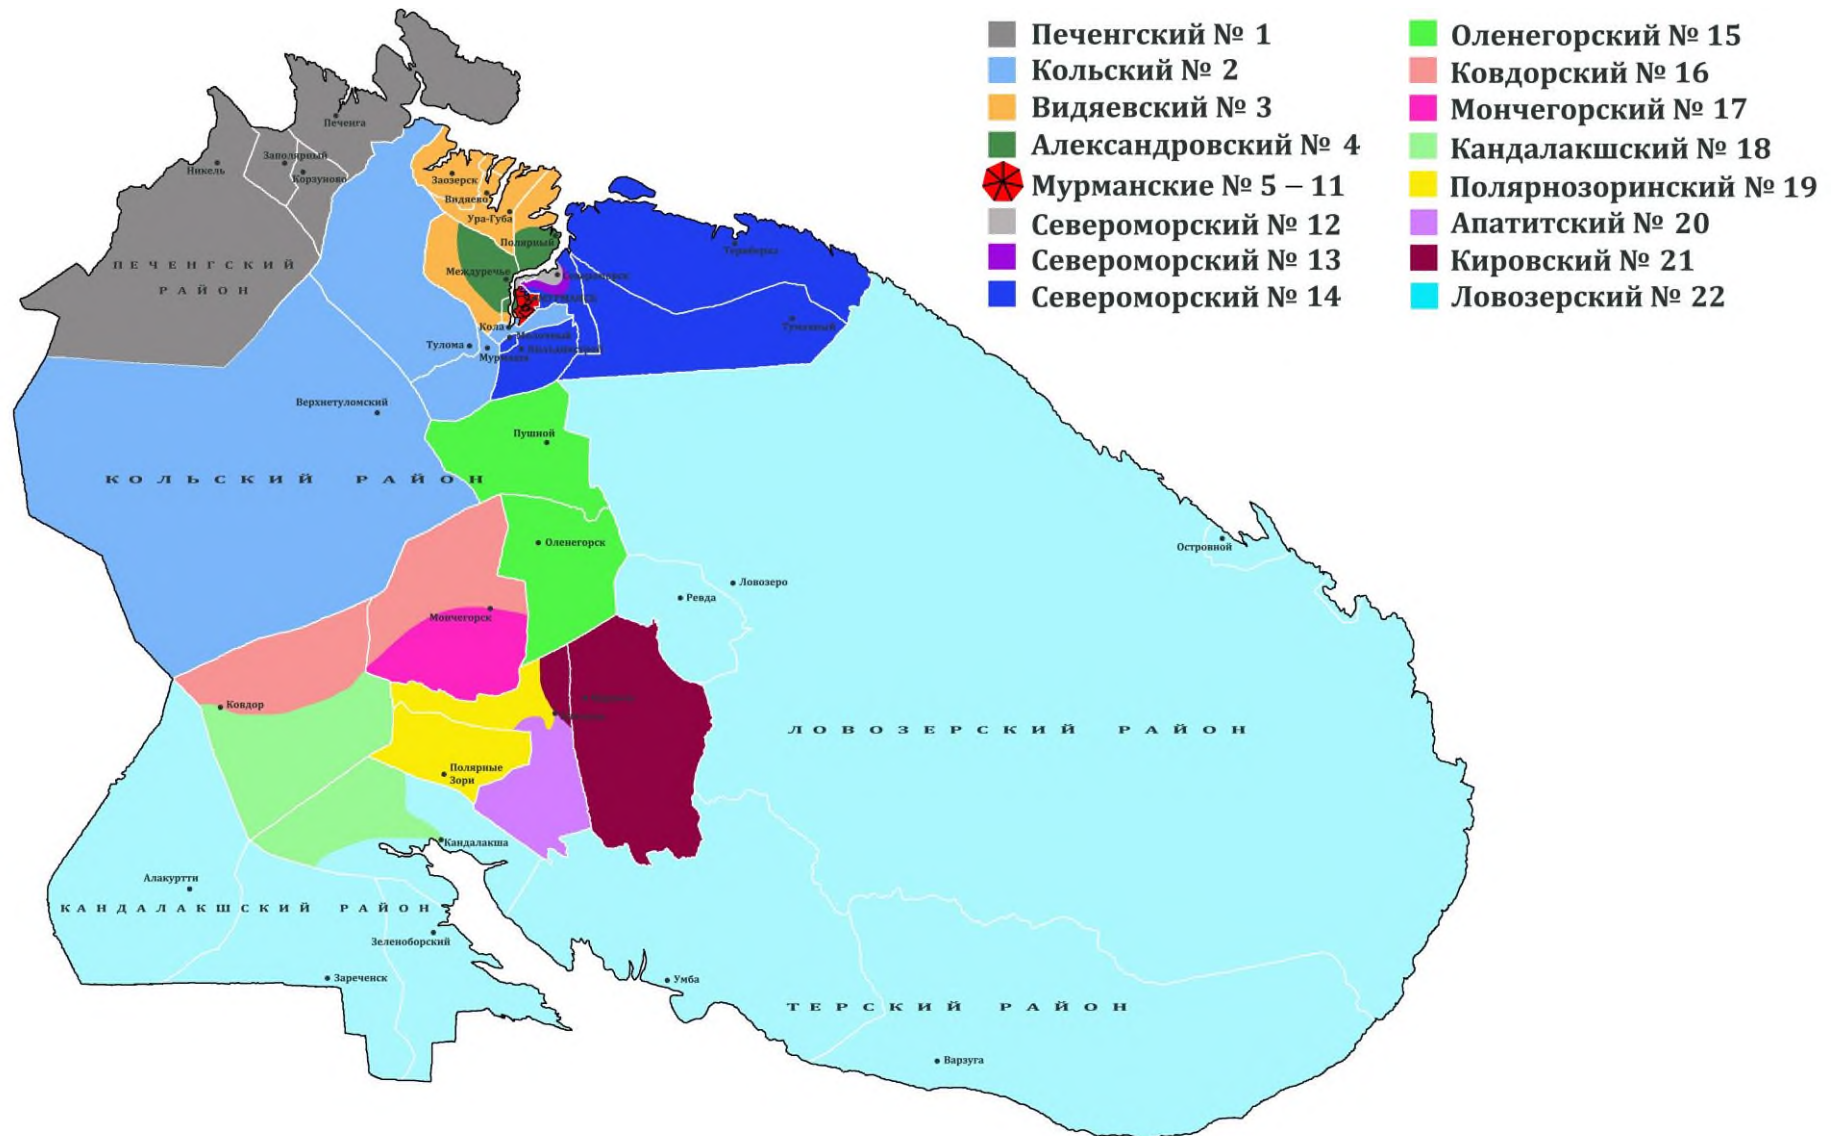 Печенгский № 1
Кольский № 2
Видяевский № 3
Александровский № 4
Мурманские № 5 – 11
Североморский № 12
Североморский № 13
Североморский № 14
Оленегорский № 15
Ковдорский № 16
Мончегорский № 17
Кандалакшский № 18
Полярнозоринский № 19
Апатитский № 20
Кировский № 21
Ловозерский № 22
Печенга
Заполярный
Никель
Корзуново
ПЕЧЕНГСКИЙ
РАЙОН
Заозерск
Видяево
Ура-Губа
Полярный
Междуречье
Североморск
Териберка
Туманный
Кола
Тулома
Мурмаши
Верхнетуломский
Пушной
КОЛЬСКИЙ РАЙОН
Оленегорск
Островной
Ловозеро
Ревда
Мончегорск
Ковдор
ЛОВОЗЕРСКИЙ РАЙОН
Полярные
Зори
Кандалакша
Алакуртти
КАНДАЛАКШСКИЙ РАЙОН
Зеленоборский
Зареченск
Умба
ТЕРСКИЙ РАЙОН
Варзуга